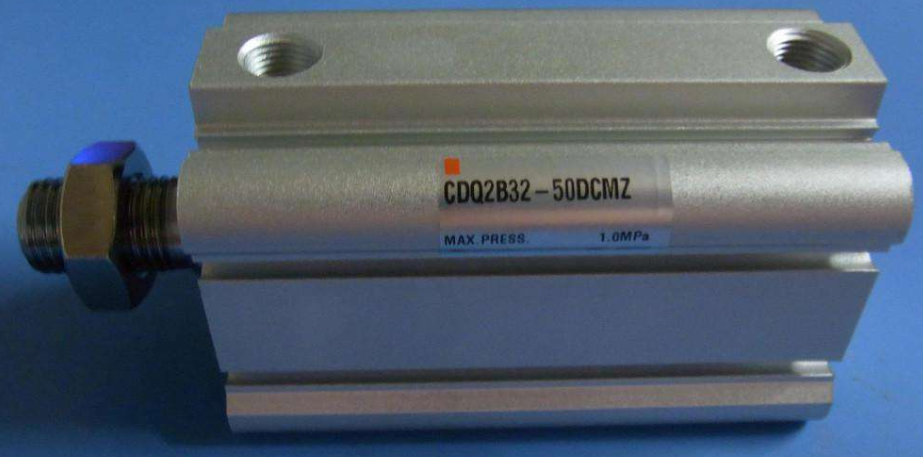 CDQ2B32-50DCMZ
MAX.PRESS. 1.0MPa